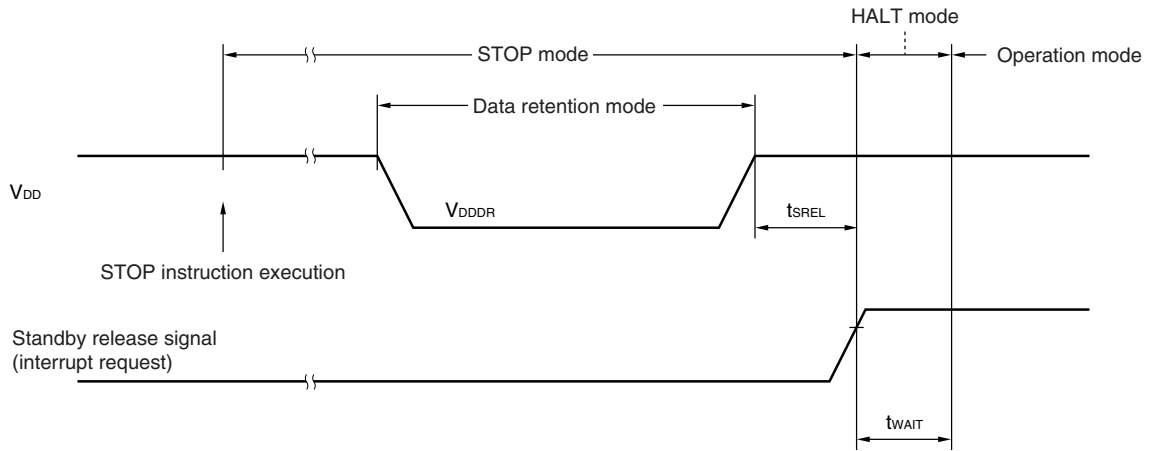 HALT mode
STOP mode
Operation mode
Data retention mode
VDD
VDDDR
tSREL
STOP instruction execution
Standby release signal
(interrupt request)
tWAIT